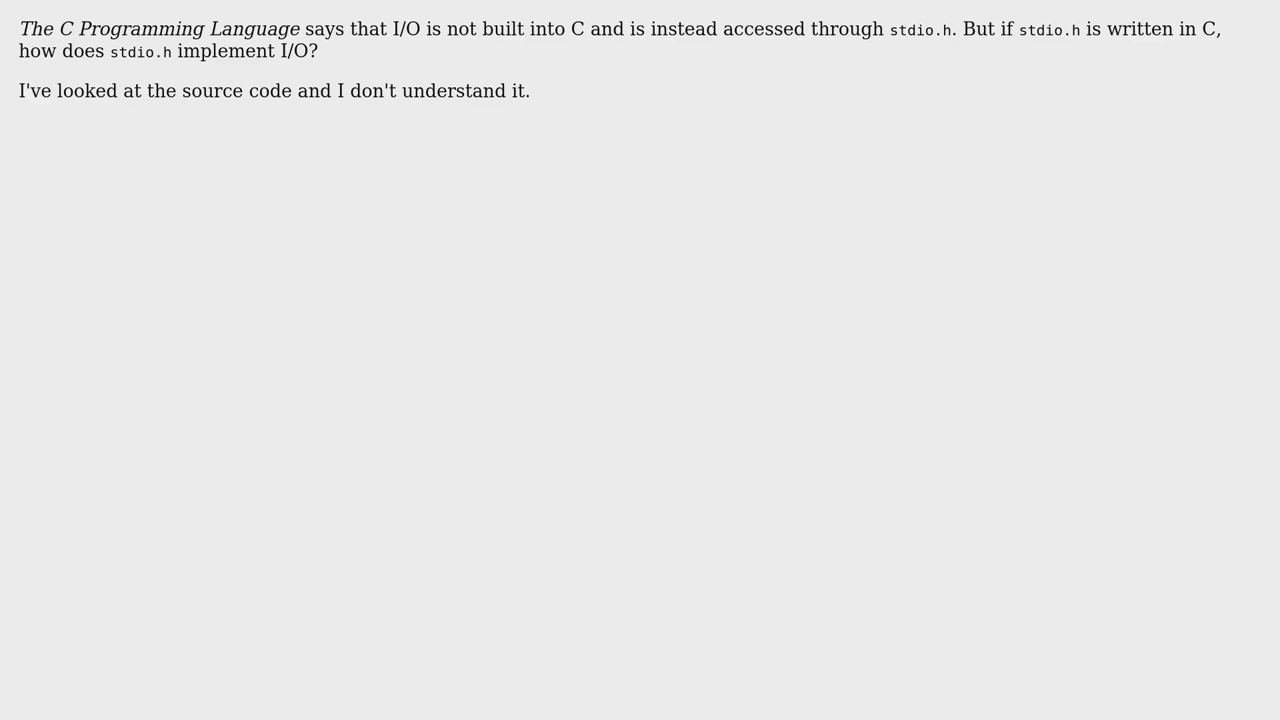 The C Programming Language says that I/O is not built into C and is instead accessed through stdio.h. But if stdio.h is written in C,
how does stdio.h implement I/O?
I've looked at the source code and I don't understand it.